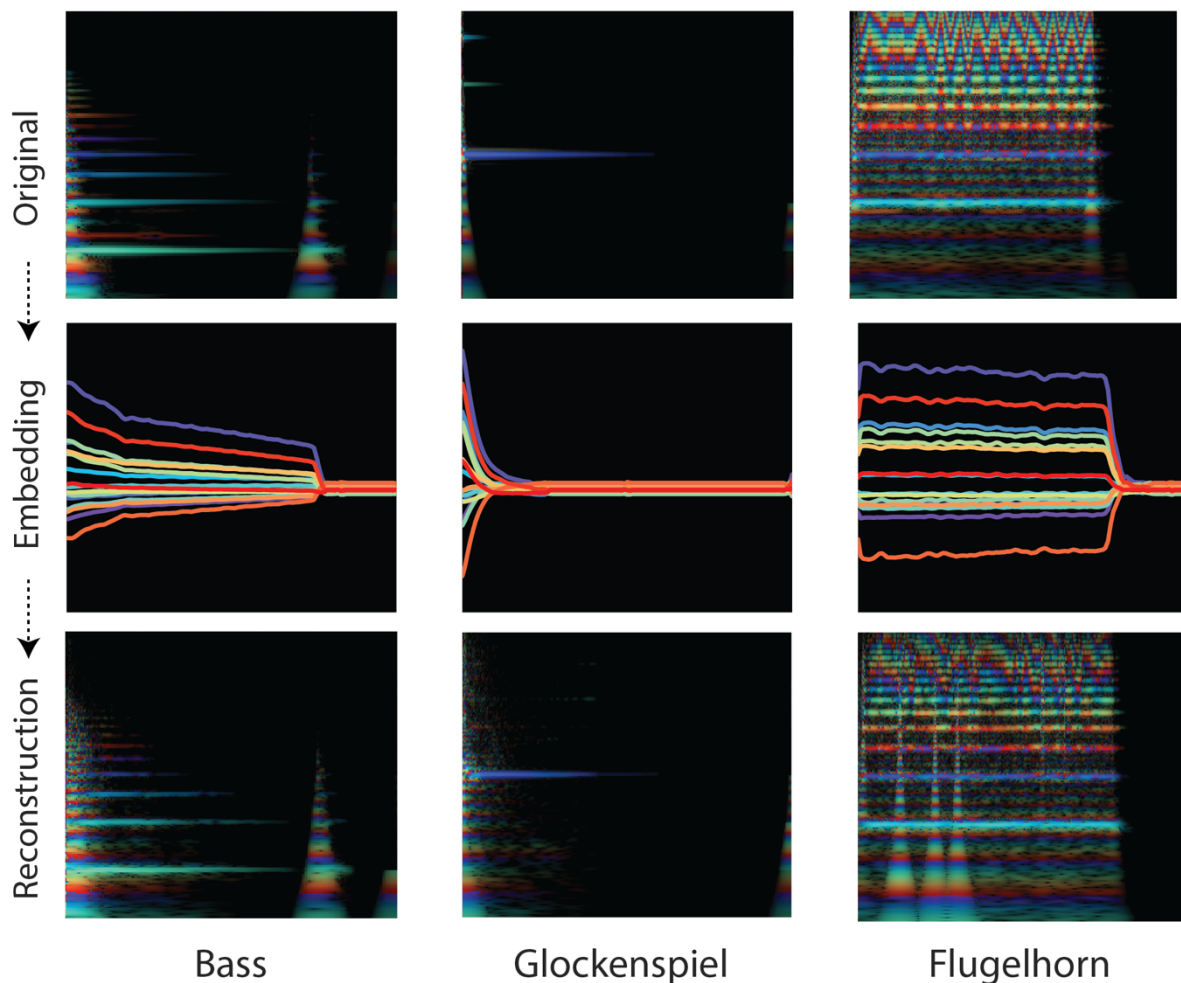 Original
Embedding
Reconstruction
Bass
Glockenspiel
Flugelhorn